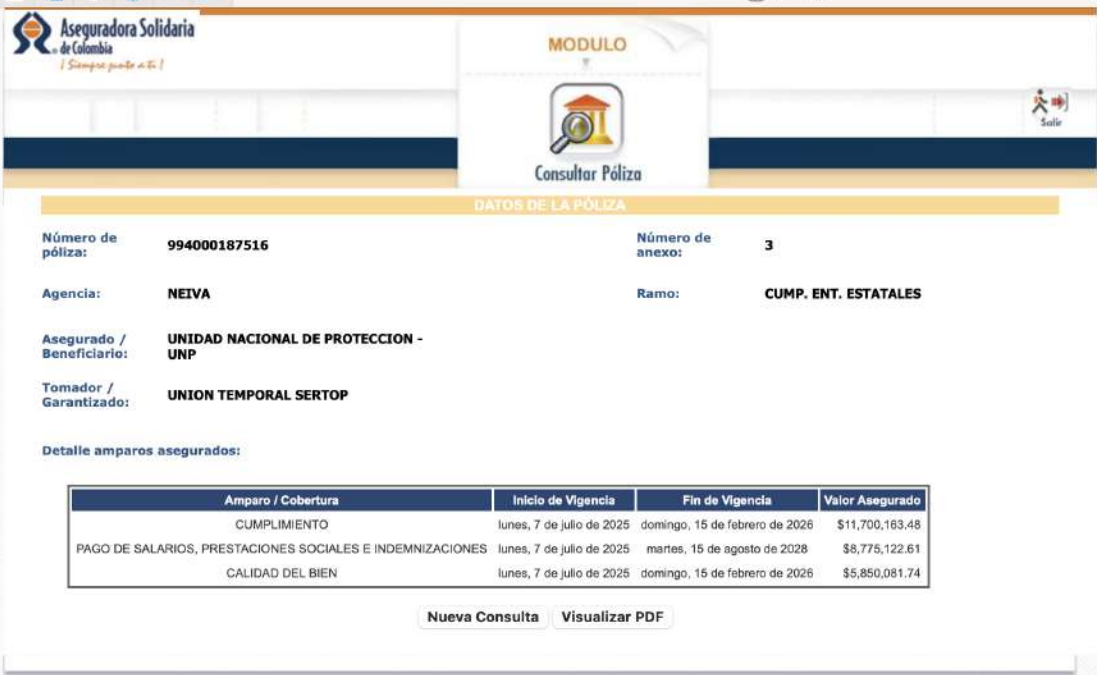 Aseguradora Solidaria
de Colombia
¡ Siempre junto a ti !
MODULO
Salir
Consultar Póliza
DATOS DE LA PÓLIZA
Número de póliza: 994000187516 Número de anexo: 3
Agencia: NEIVA Ramo: CUMP. ENT. ESTATALES
Asegurado / Beneficiario: UNIDAD NACIONAL DE PROTECCION - UNP
Tomador / Garantizado: UNION TEMPORAL SERTOP
Detalle amparos asegurados:
Amparo / Cobertura Inicio de Vigencia Fin de Vigencia Valor Asegurado
CUMPLIMIENTO lunes, 7 de julio de 2025 domingo, 15 de febrero de 2026 $11,700,163.48
PAGO DE SALARIOS, PRESTACIONES SOCIALES E INDEMNIZACIONES lunes, 7 de julio de 2025 martes, 15 de agosto de 2028 $8,775,122.61
CALIDAD DEL BIEN lunes, 7 de julio de 2025 domingo, 15 de febrero de 2026 $5,850,081.74
Nueva Consulta Visualizar PDF